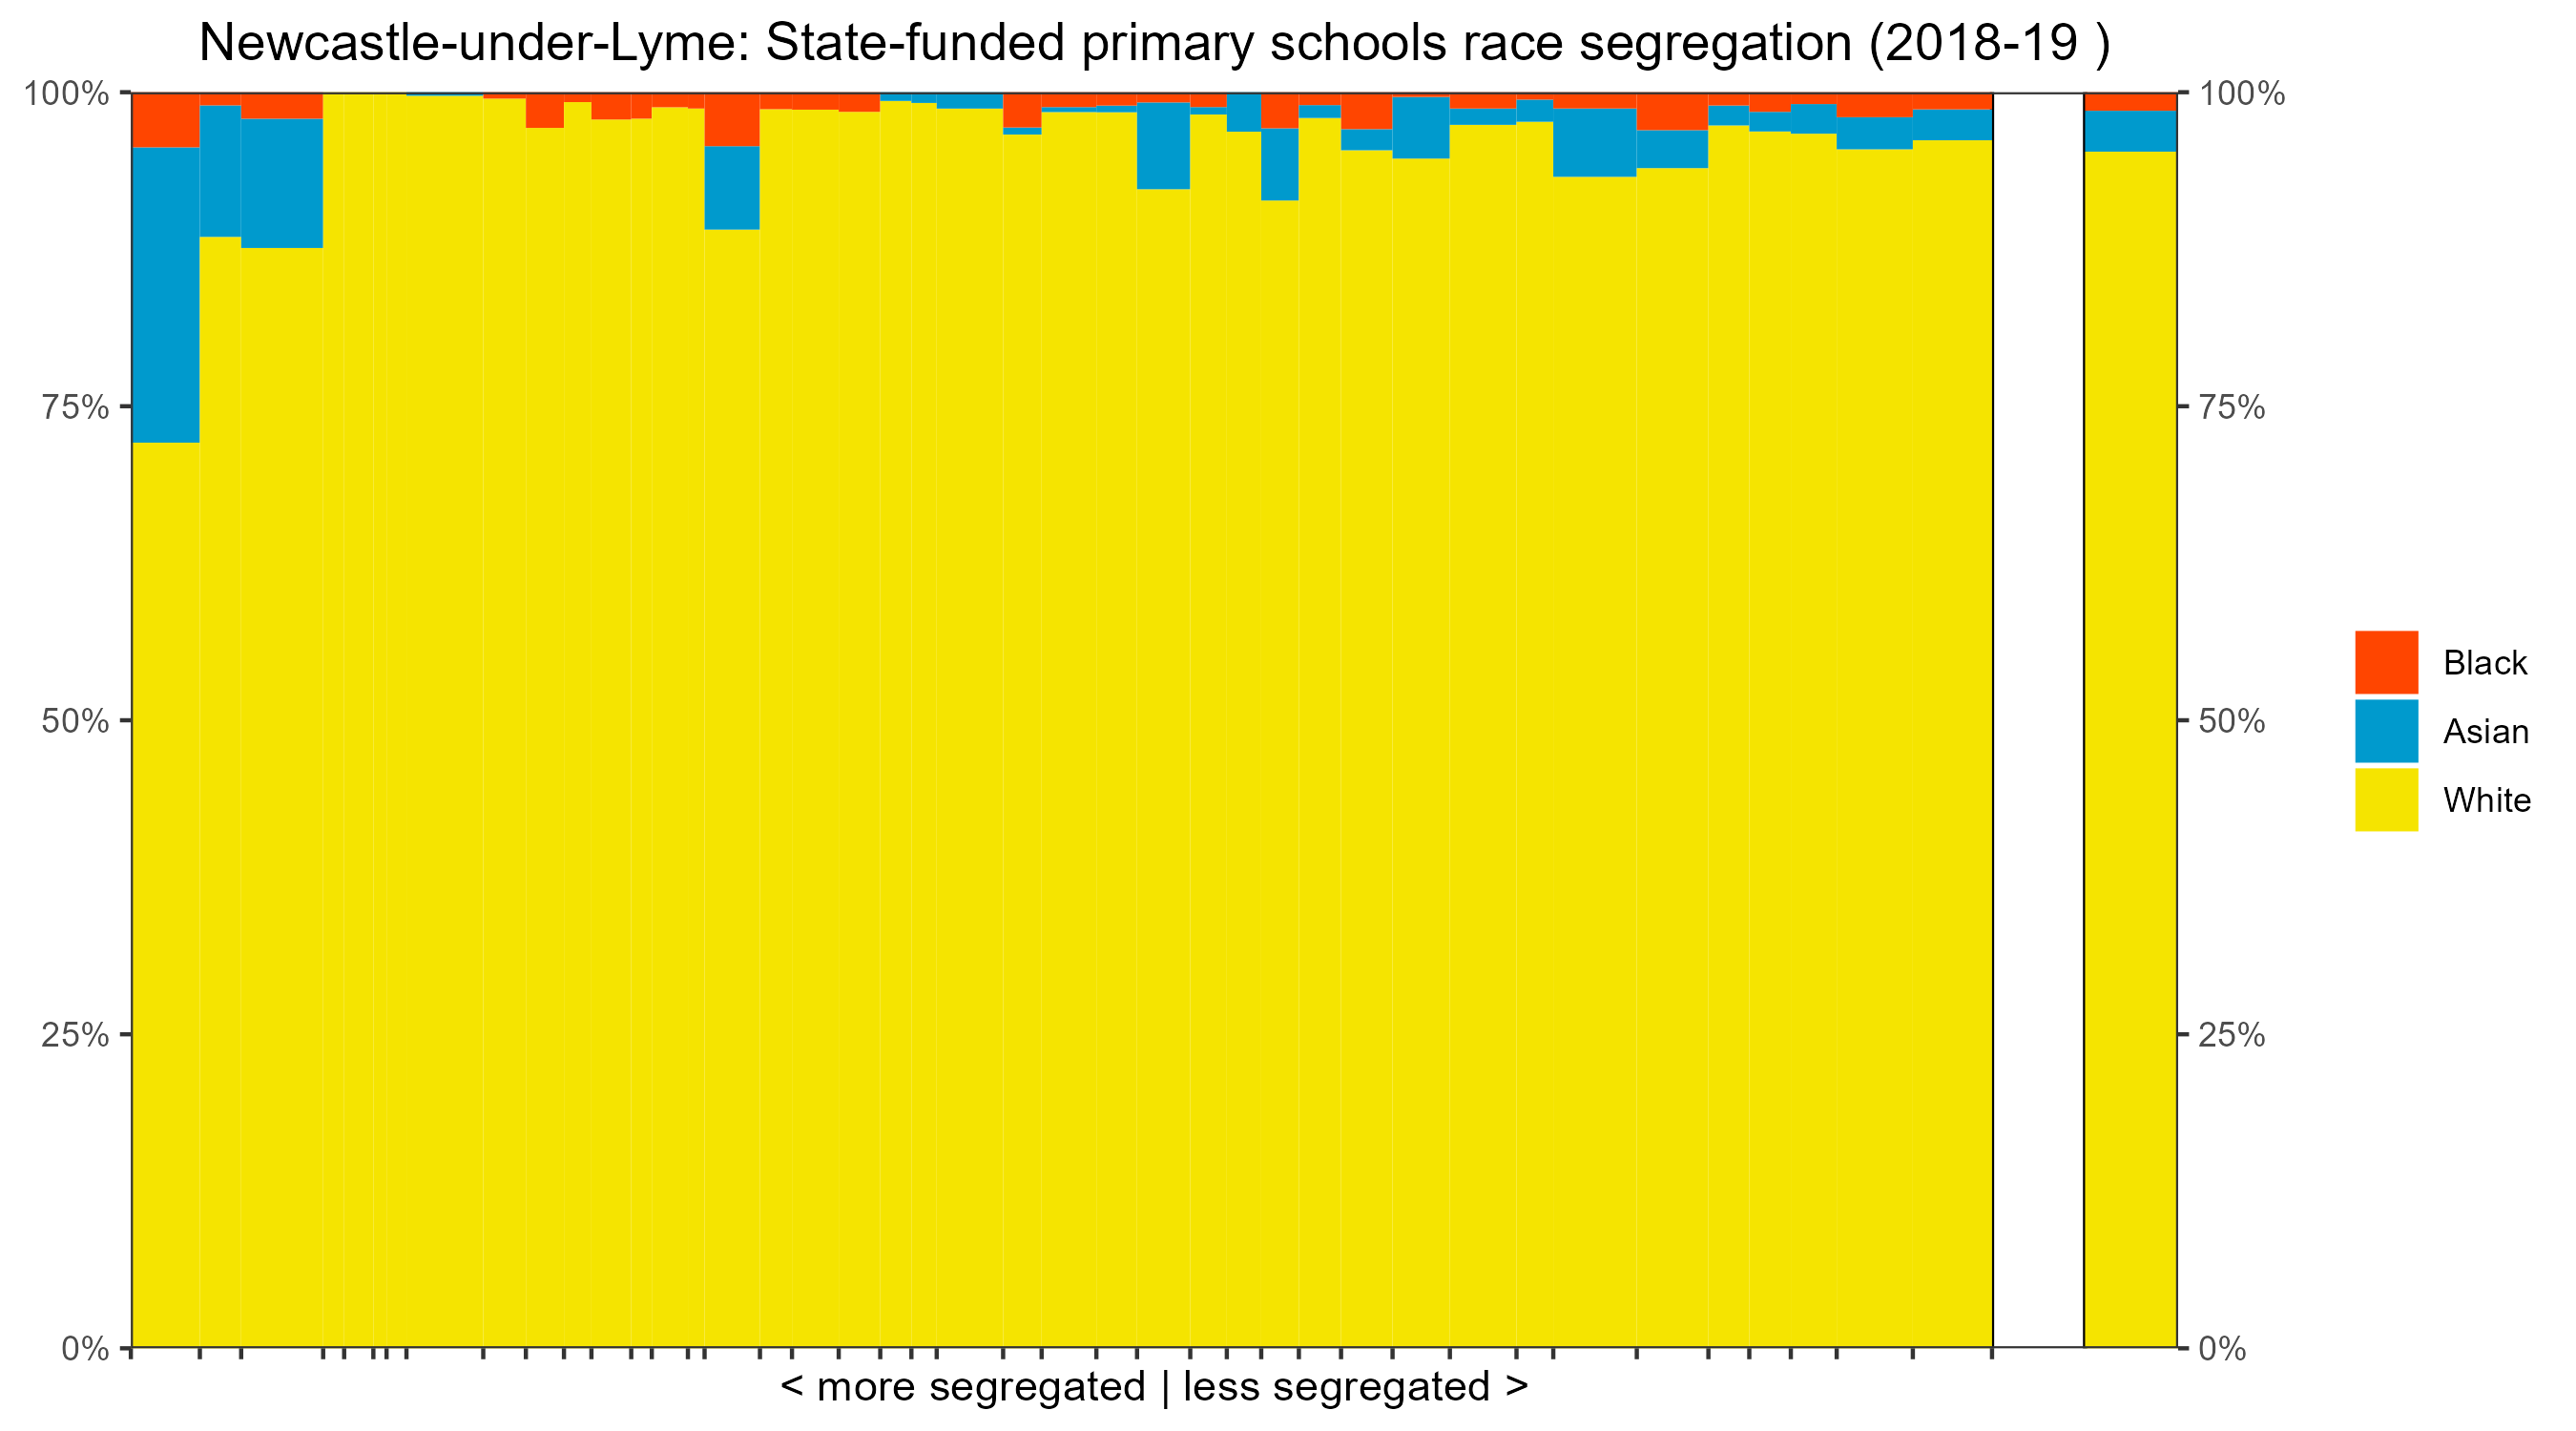 Newcastle-under-Lyme: State-funded primary schools race segregation (2018-19 )
100%
75%
50%
25%
0%
100%
75%
50%
25%
0%
Black
Asian
White
< more segregated | less segregated >